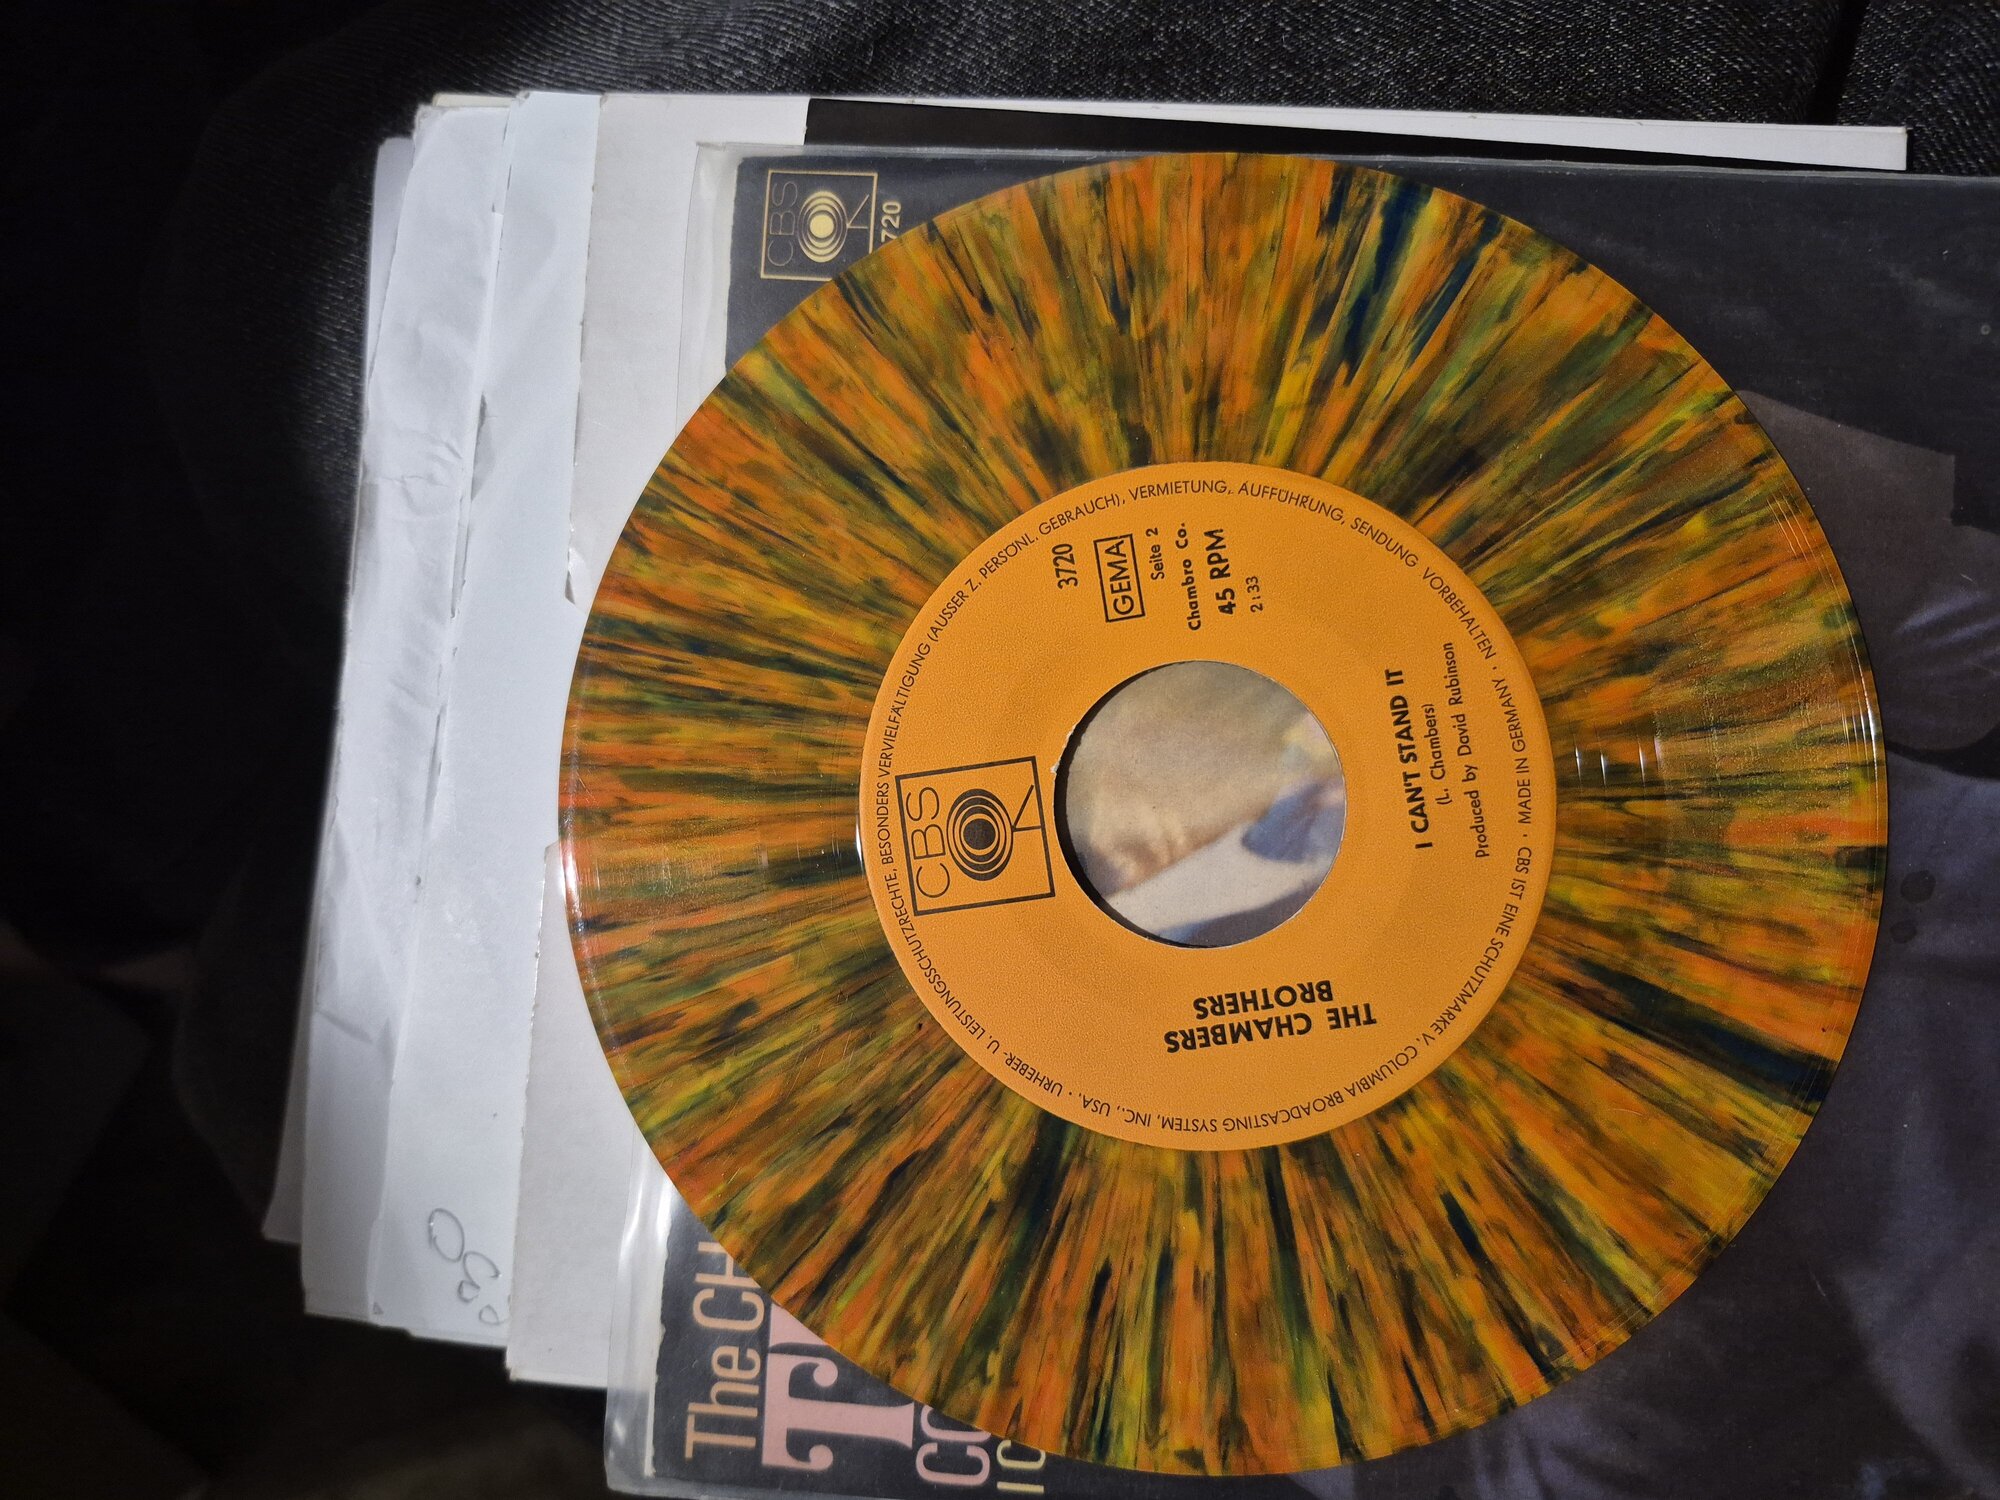 CBS
3720
GEMA
Seite 2
Chambro Co.
45 RPM
2:33
I CAN'T STAND IT
(L. Chambers)
Produced by David Rubinson
THE CHAMBERS
BROTHERS
URHEBER- U. LEISTUNGSSCHUTZRECHTE, BESONDERS VERVIELFÄLTIGUNG (AUSSER Z. PERSÖNL. GEBRAUCH), VERMIETUNG, AUFFÜHRUNG, SENDUNG VORBEHALTEN · MADE IN GERMANY · CBS IST EINE SCHUTZMARKE V. COLUMBIA BROADCASTING SYSTEM, INC., USA. ·
CBS
720
The CH
T
CO
I C